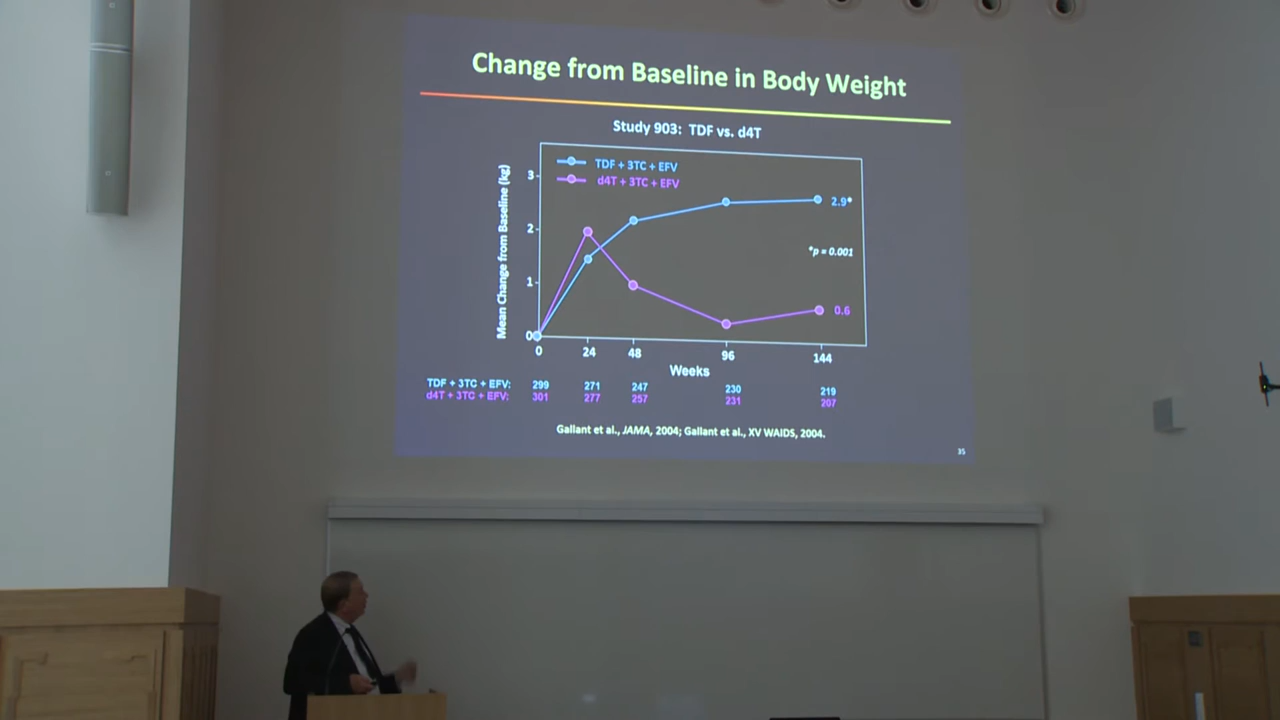 Change from Baseline in Body Weight
Study 903: TDF vs. d4T
Mean Change from Baseline (kg)
TDF + 3TC + EFV
d4T + 3TC + EFV
3
2
1
0
2.9*
*p = 0.001
0.6
0 24 48 96 144
Weeks
TDF + 3TC + EFV: 299 271 247 230 219
d4T + 3TC + EFV: 301 277 257 231 207
Gallant et al., JAMA, 2004; Gallant et al., XV WAIDS, 2004.
35